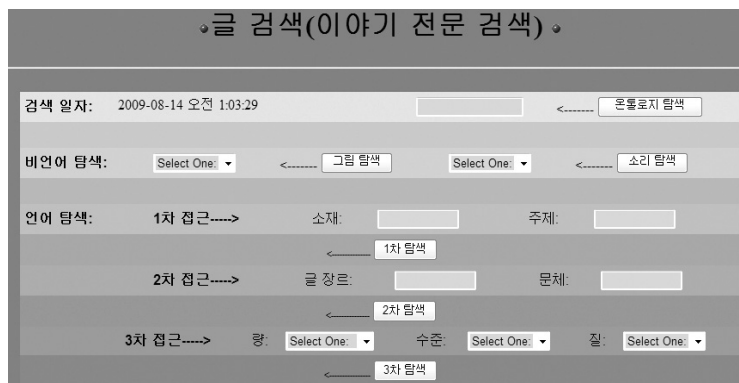 글 검색(이야기 전문 검색)
검색 일자: 2009-08-14 오전 1:03:29 <------- 온톨로지 탐색
비언어 탐색: Select One: <------- 그림 탐색 Select One: <------- 소리 탐색
언어 탐색: 1차 접근-----> 소재: 주제:
<--------- 1차 탐색
2차 접근-----> 글 장르: 문체:
<--------- 2차 탐색
3차 접근-----> 량: Select One: 수준: Select One: 질: Select One:
<--------- 3차 탐색